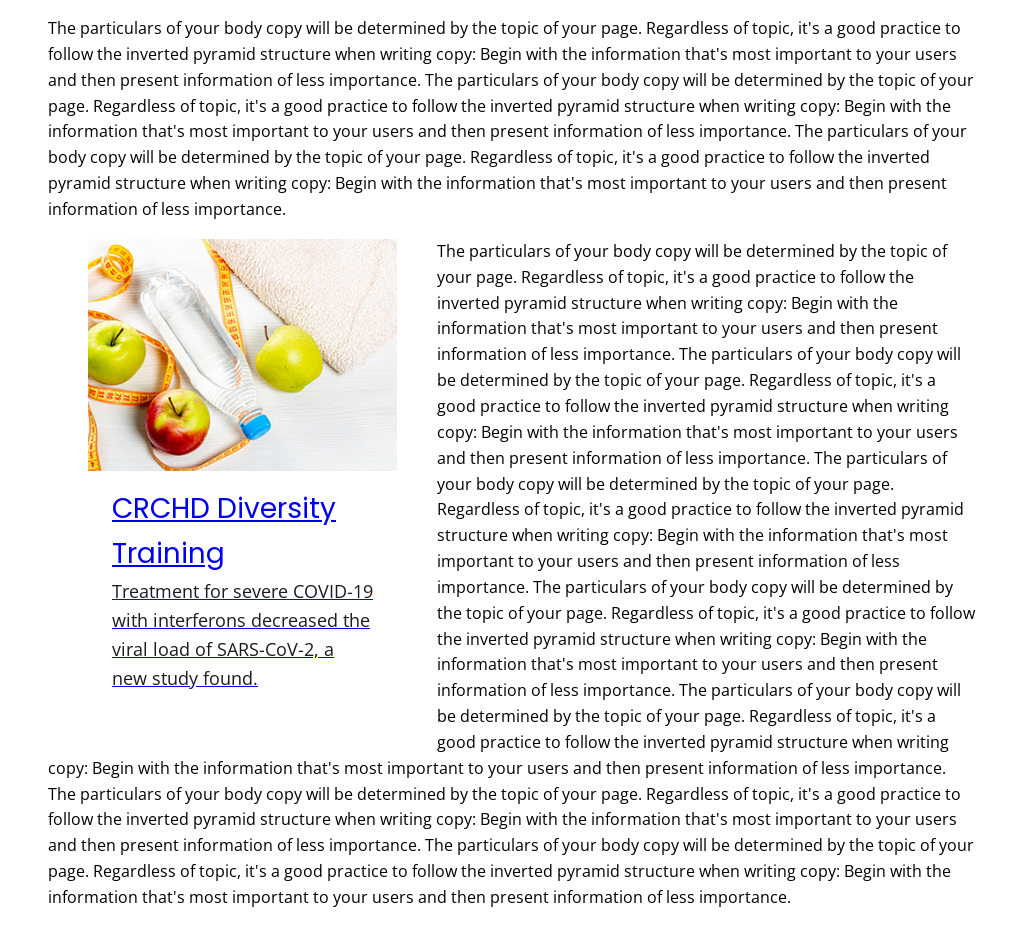 The particulars of your body copy will be determined by the topic of your page. Regardless of topic, it's a good practice to
follow the inverted pyramid structure when writing copy: Begin with the information that's most important to your users
and then present information of less importance. The particulars of your body copy will be determined by the topic of your
page. Regardless of topic, it's a good practice to follow the inverted pyramid structure when writing copy: Begin with the
information that's most important to your users and then present information of less importance. The particulars of your
body copy will be determined by the topic of your page. Regardless of topic, it's a good practice to follow the inverted
pyramid structure when writing copy: Begin with the information that's most important to your users and then present
information of less importance.
CRCHD Diversity
Training
Treatment for severe COVID-19
with interferons decreased the
viral load of SARS-CoV-2, a
new study found.
The particulars of your body copy will be determined by the topic of
your page. Regardless of topic, it's a good practice to follow the
inverted pyramid structure when writing copy: Begin with the
information that's most important to your users and then present
information of less importance. The particulars of your body copy will
be determined by the topic of your page. Regardless of topic, it's a
good practice to follow the inverted pyramid structure when writing
copy: Begin with the information that's most important to your users
and then present information of less importance. The particulars of
your body copy will be determined by the topic of your page.
Regardless of topic, it's a good practice to follow the inverted pyramid
structure when writing copy: Begin with the information that's most
important to your users and then present information of less
importance. The particulars of your body copy will be determined by
the topic of your page. Regardless of topic, it's a good practice to follow
the inverted pyramid structure when writing copy: Begin with the
information that's most important to your users and then present
information of less importance. The particulars of your body copy will
be determined by the topic of your page. Regardless of topic, it's a
good practice to follow the inverted pyramid structure when writing
copy: Begin with the information that's most important to your users and then present information of less importance.
The particulars of your body copy will be determined by the topic of your page. Regardless of topic, it's a good practice to
follow the inverted pyramid structure when writing copy: Begin with the information that's most important to your users
and then present information of less importance. The particulars of your body copy will be determined by the topic of your
page. Regardless of topic, it's a good practice to follow the inverted pyramid structure when writing copy: Begin with the
information that's most important to your users and then present information of less importance.